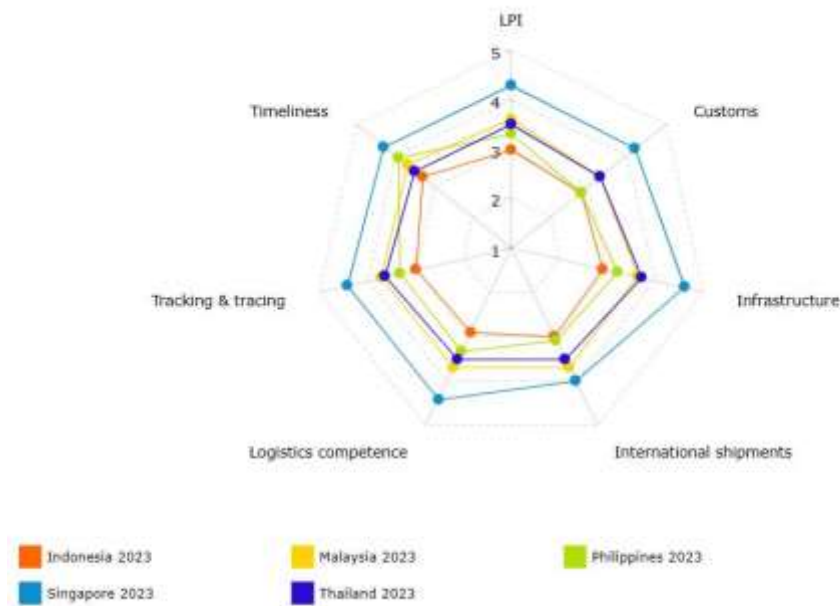 LPI
5
Timeliness
4
Customs
3
2
1
Tracking & tracing
Infrastructure
Logistics competence
International shipments
Indonesia 2023
Malaysia 2023
Philippines 2023
Singapore 2023
Thailand 2023